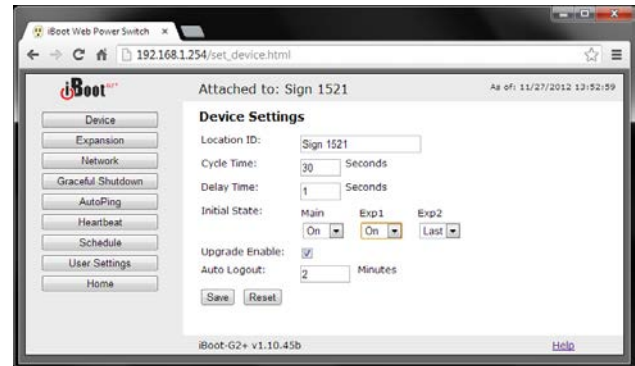 iBoot Web Power Switch
192.168.1.254/set_device.html
iBoot
Attached to: Sign 1521
As of: 11/27/2012 13:52:59
Device
Expansion
Network
Graceful Shutdown
AutoPing
Heartbeat
Schedule
User Settings
Home
Device Settings
Location ID: Sign 1521
Cycle Time: 30 Seconds
Delay Time: 1 Seconds
Initial State: Main Exp1 Exp2
On On Last
Upgrade Enable:
Auto Logout: 2 Minutes
Save Reset
iBoot-G2+ v1.10.45b Help